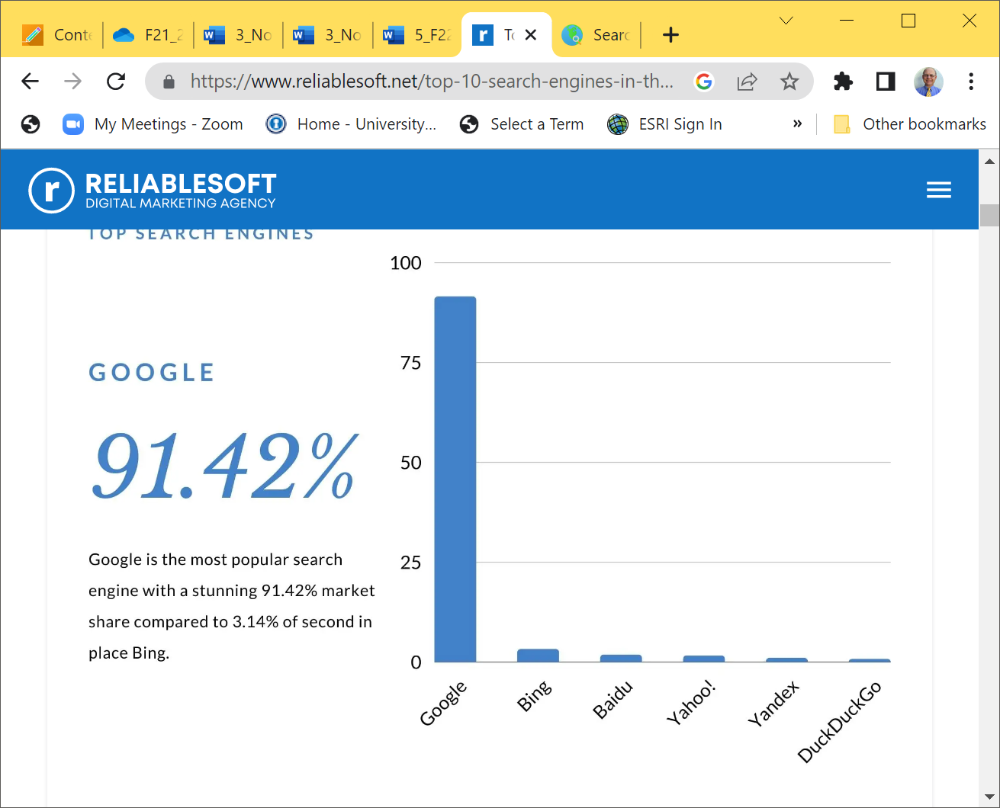 Conte F21_2 3_No 3_No 5_F22 To Searc
https://www.reliablesoft.net/top-10-search-engines-in-th...
My Meetings - Zoom Home - University... Select a Term ESRI Sign In » Other bookmarks
r RELIABLESOFT
DIGITAL MARKETING AGENCY
TOP SEARCH ENGINES
GOOGLE
91.42%
Google is the most popular search
engine with a stunning 91.42% market
share compared to 3.14% of second in
place Bing.
100
75
50
25
0
Google Bing Baidu Yahoo! Yandex DuckDuckGo